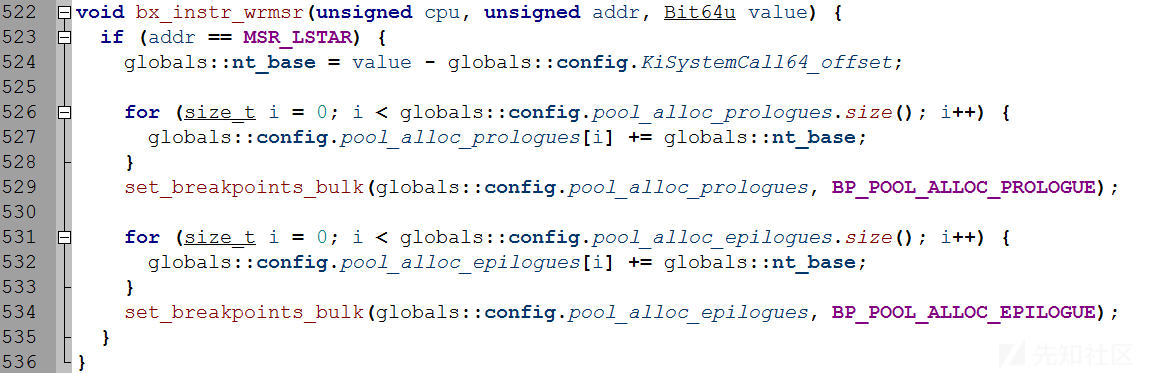 522 void bx_instr_wrmsr(unsigned cpu, unsigned addr, Bit64u value) {
523   if (addr == MSR_LSTAR) {
524     globals::nt_base = value - globals::config.KiSystemCall64_offset;
525
526     for (size_t i = 0; i < globals::config.pool_alloc_prologues.size(); i++) {
527       globals::config.pool_alloc_prologues[i] += globals::nt_base;
528     }
529     set_breakpoints_bulk(globals::config.pool_alloc_prologues, BP_POOL_ALLOC_PROLOGUE);
530
531     for (size_t i = 0; i < globals::config.pool_alloc_epilogues.size(); i++) {
532       globals::config.pool_alloc_epilogues[i] += globals::nt_base;
533     }
534     set_breakpoints_bulk(globals::config.pool_alloc_epilogues, BP_POOL_ALLOC_EPILOGUE);
535   }
536 }
先知社区